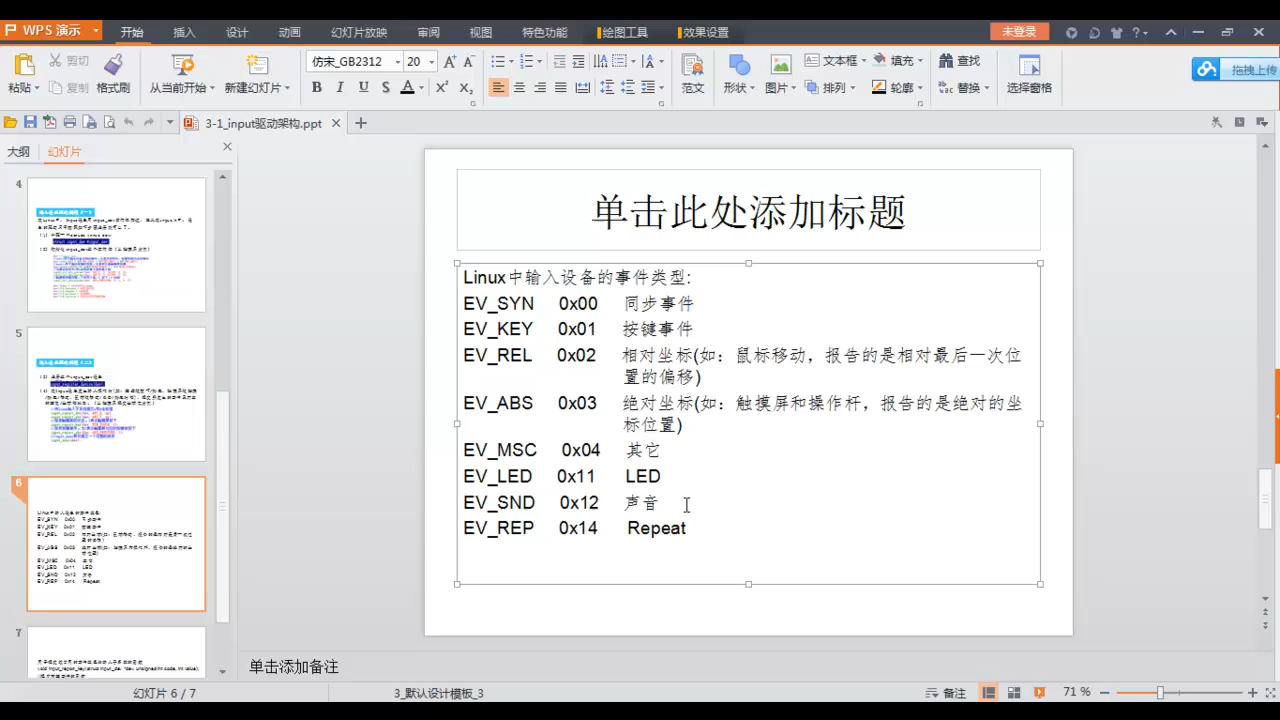 WPS 演示
开始 插入 设计 动画 幻灯片放映 审阅 视图 特色功能 绘图工具 效果设置
未登录
粘贴 剪切 复制 格式刷 从当前开始 新建幻灯片
仿宋_GB2312 20
B I U S A X² X₂
范文 形状 图片 文本框 排列 填充 轮廓 查找 替换 选择窗格
拖拽上传
3-1_input驱动架构.ppt
大纲 幻灯片
4
5
6
7
单击此处添加标题
Linux中输入设备的事件类型:
EV_SYN 0x00 同步事件
EV_KEY 0x01 按键事件
EV_REL 0x02 相对坐标(如：鼠标移动，报告的是相对最后一次位
置的偏移)
EV_ABS 0x03 绝对坐标(如：触摸屏和操作杆，报告的是绝对的坐
标位置)
EV_MSC 0x04 其它
EV_LED 0x11 LED
EV_SND 0x12 声音
EV_REP 0x14 Repeat
单击添加备注
幻灯片 6 / 7
3_默认设计模板_3
备注
71 %